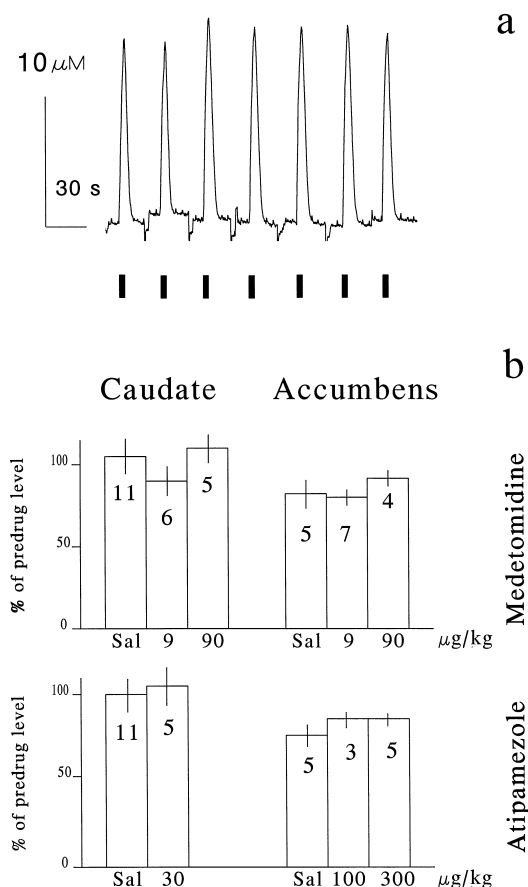 a
10 µM
30 s
b
Caudate Accumbens
% of predrug level
100
50
0
11 6 5
Sal 9 90
5 7 4
Sal 9 90 µg/kg
Medetomidine
% of predrug level
100
50
0
11 5
Sal 30
5 3 5
Sal 100 300 µg/kg
Atipamezole